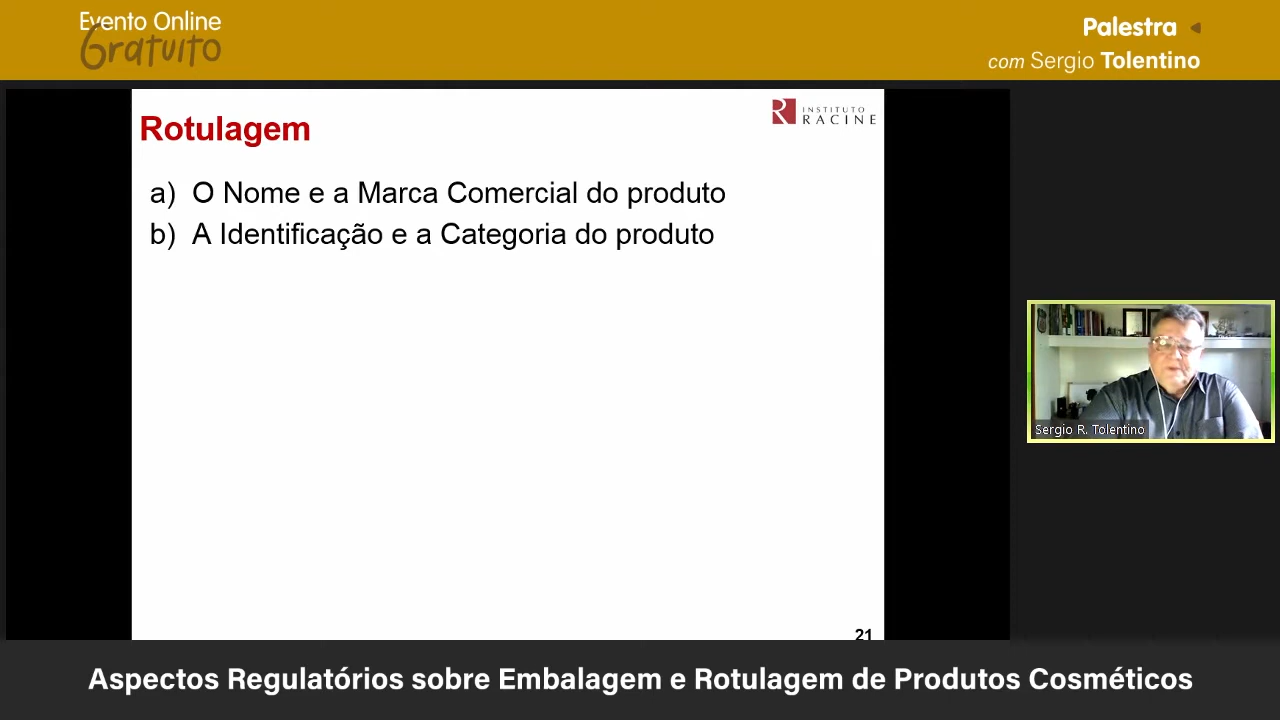 Evento Online
Gratuito
Palestra
com Sergio Tolentino
Rotulagem
INSTITUTO
RACINE
a) O Nome e a Marca Comercial do produto
b) A Identificação e a Categoria do produto
Sergio R. Tolentino
21
Aspectos Regulatórios sobre Embalagem e Rotulagem de Produtos Cosméticos